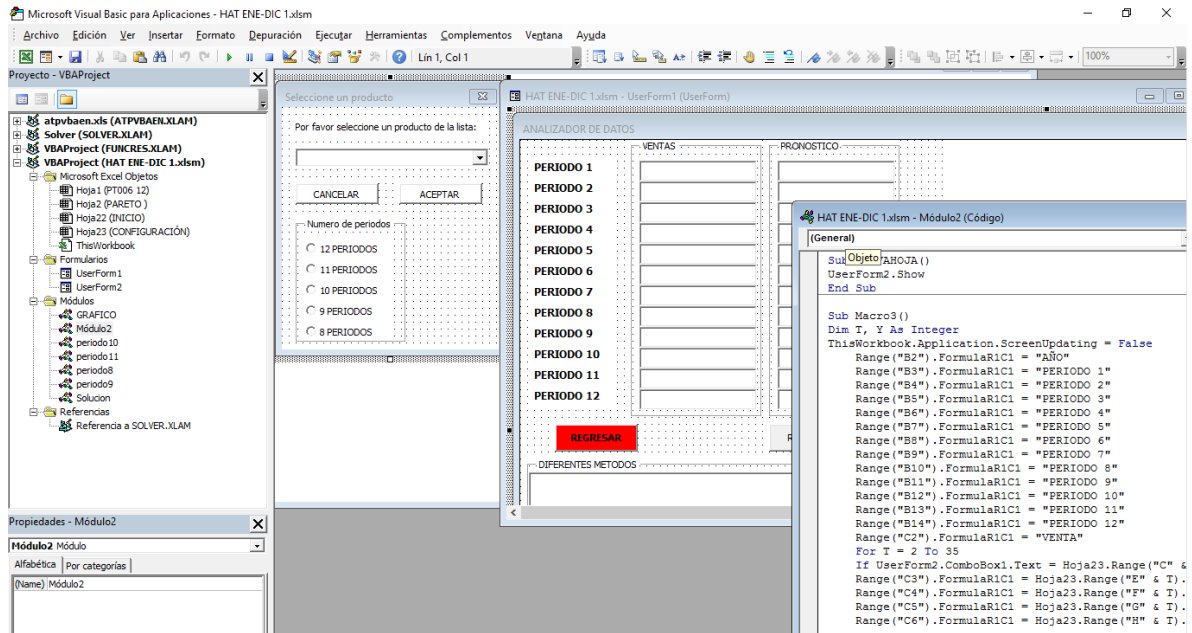 Microsoft Visual Basic para Aplicaciones - HAT ENE-DIC 1.xlsm
Archivo Edición Ver Insertar Formato Depuración Ejecutar Herramientas Complementos Ventana Ayuda
Lín 1, Col 1
100%
Proyecto - VBAProject
atpvbaen.xls (ATPVBAEN.XLAM)
Solver (SOLVER.XLAM)
VBAProject (FUNCRES.XLAM)
VBAProject (HAT ENE-DIC 1.xlsm)
Microsoft Excel Objetos
Hoja1 (PT006 12)
Hoja2 (PARETO )
Hoja22 (INICIO)
Hoja23 (CONFIGURACIÓN)
ThisWorkbook
Formularios
UserForm1
UserForm2
Módulos
GRAFICO
Módulo2
periodo10
periodo11
periodo8
periodo9
Solucion
Referencias
Referencia a SOLVER.XLAM
Propiedades - Módulo2
Módulo2 Módulo
Alfabética Por categorías
(Name) Módulo2
Seleccione un producto
Por favor seleccione un producto de la lista:
CANCELAR ACEPTAR
Numero de periodos
12 PERIODOS
11 PERIODOS
10 PERIODOS
9 PERIODOS
8 PERIODOS
HAT ENE-DIC 1.xlsm - UserForm1 (UserForm)
ANALIZADOR DE DATOS
VENTAS PRONOSTICO
PERIODO 1
PERIODO 2
PERIODO 3
PERIODO 4
PERIODO 5
PERIODO 6
PERIODO 7
PERIODO 8
PERIODO 9
PERIODO 10
PERIODO 11
PERIODO 12
REGRESAR
DIFERENTES METODOS
HAT ENE-DIC 1.xlsm - Módulo2 (Código)
(General)
Objeto
Sub AHOJA()
UserForm2.Show
End Sub
Sub Macro3()
Dim T, Y As Integer
ThisWorkbook.Application.ScreenUpdating = False
Range("B2").FormulaR1C1 = "AÑO"
Range("B3").FormulaR1C1 = "PERIODO 1"
Range("B4").FormulaR1C1 = "PERIODO 2"
Range("B5").FormulaR1C1 = "PERIODO 3"
Range("B6").FormulaR1C1 = "PERIODO 4"
Range("B7").FormulaR1C1 = "PERIODO 5"
Range("B8").FormulaR1C1 = "PERIODO 6"
Range("B9").FormulaR1C1 = "PERIODO 7"
Range("B10").FormulaR1C1 = "PERIODO 8"
Range("B11").FormulaR1C1 = "PERIODO 9"
Range("B12").FormulaR1C1 = "PERIODO 10"
Range("B13").FormulaR1C1 = "PERIODO 11"
Range("B14").FormulaR1C1 = "PERIODO 12"
Range("C2").FormulaR1C1 = "VENTA"
For T = 2 To 35
If UserForm2.ComboBox1.Text = Hoja23.Range("C" &
Range("C3").FormulaR1C1 = Hoja23.Range("E" & T).
Range("C4").FormulaR1C1 = Hoja23.Range("F" & T).
Range("C5").FormulaR1C1 = Hoja23.Range("G" & T).
Range("C6").FormulaR1C1 = Hoja23.Range("H" & T).